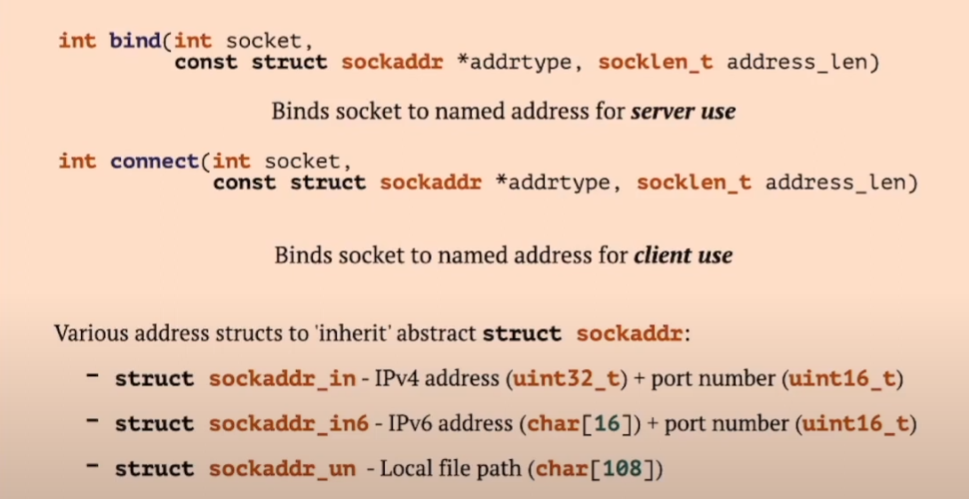 int bind(int socket,
const struct sockaddr *addrtype, socklen_t address_len)
Binds socket to named address for server use
int connect(int socket,
const struct sockaddr *addrtype, socklen_t address_len)
Binds socket to named address for client use
Various address structs to 'inherit' abstract struct sockaddr:
- struct sockaddr_in - IPv4 address (uint32_t) + port number (uint16_t)
- struct sockaddr_in6 - IPv6 address (char[16]) + port number (uint16_t)
- struct sockaddr_un - Local file path (char[108])